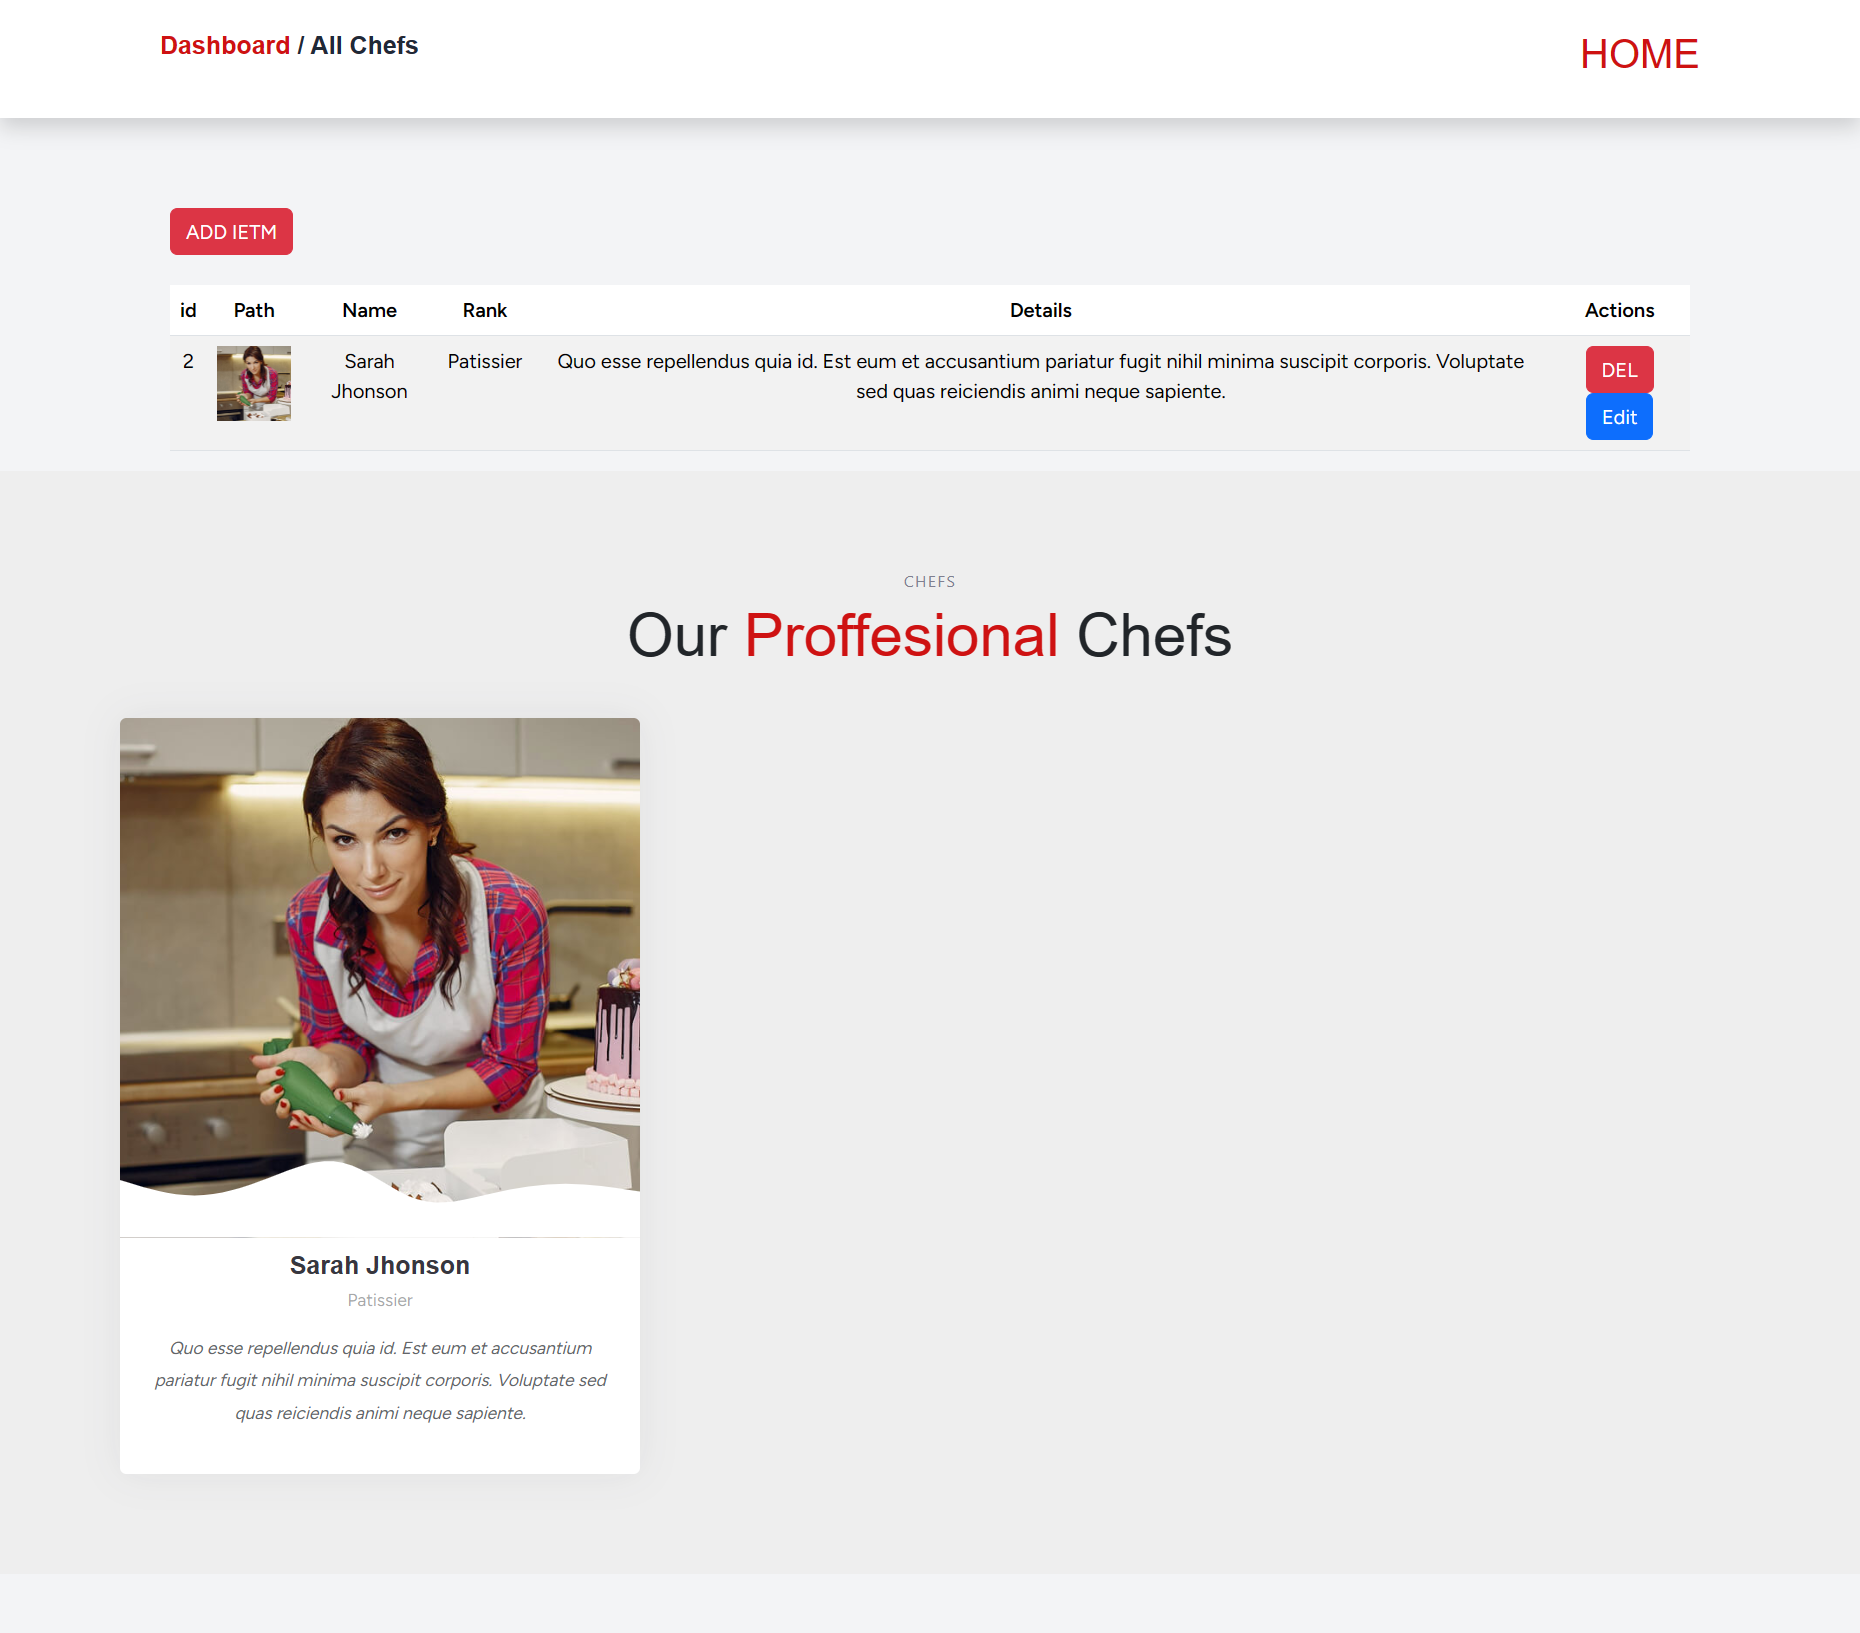 Dashboard / All Chefs
HOME
ADD IETM
id Path Name Rank Details Actions
2 Sarah Jhonson Patissier Quo esse repellendus quia id. Est eum et accusantium pariatur fugit nihil minima suscipit corporis. Voluptate
sed quas reiciendis animi neque sapiente.
DEL
Edit
CHEFS
Our Proffesional Chefs
Sarah Jhonson
Patissier
Quo esse repellendus quia id. Est eum et accusantium
pariatur fugit nihil minima suscipit corporis. Voluptate sed
quas reiciendis animi neque sapiente.